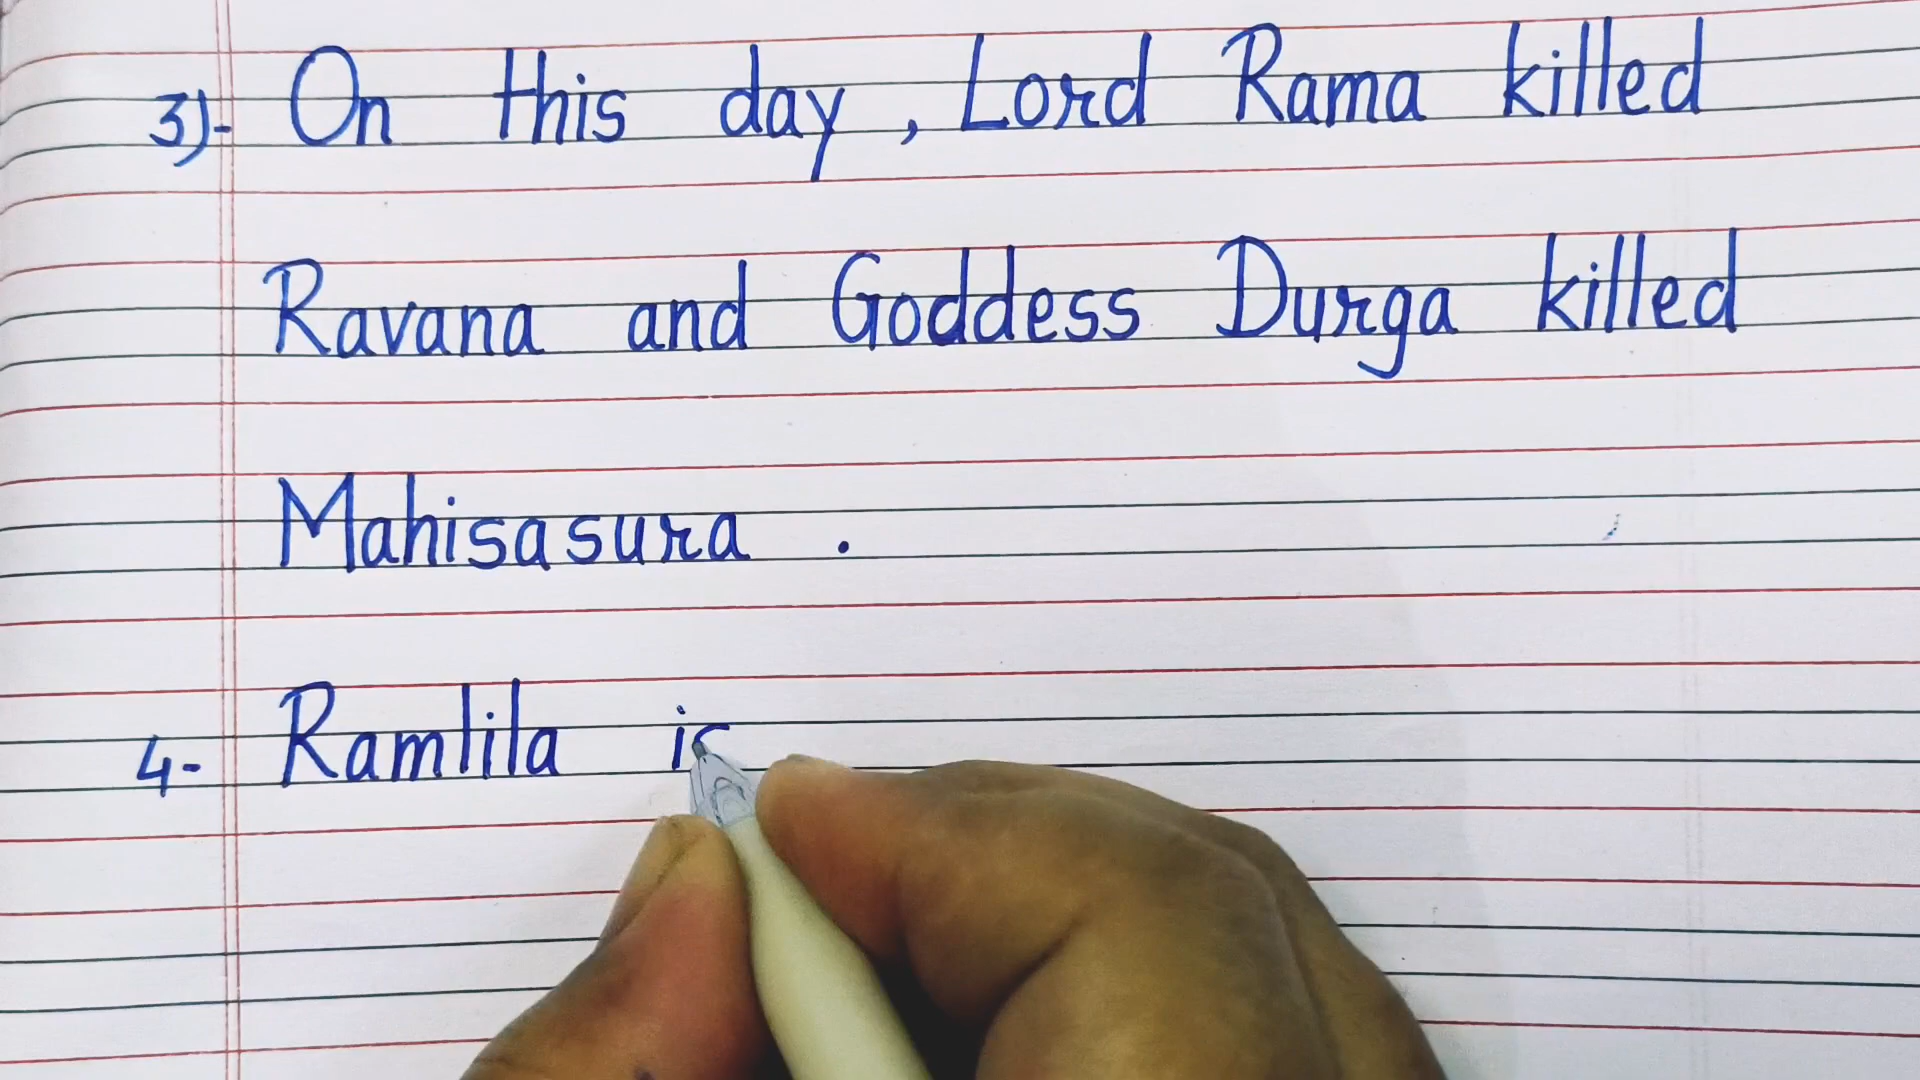 3)- On this day, Lord Rama killed
Ravana and Goddess Durga killed
Mahisasura .
4- Ramlila is